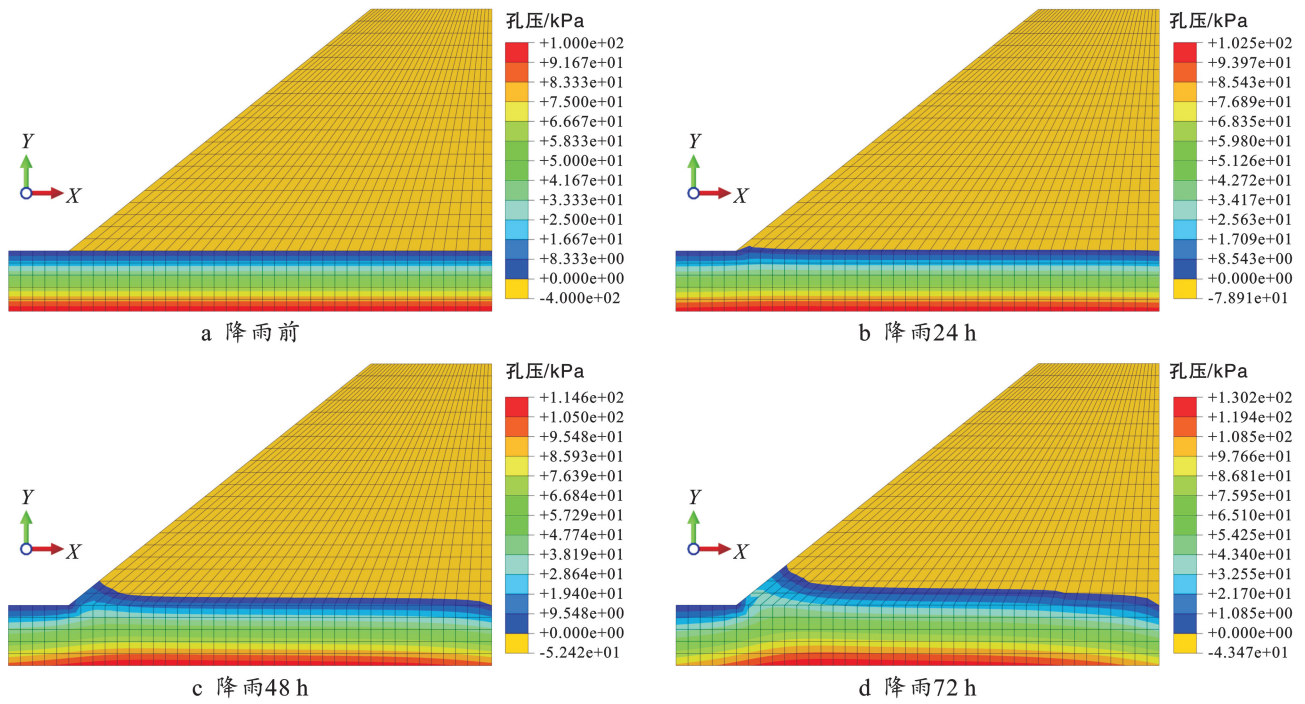 孔压/kPa
+1.000e+02
+9.167e+01
+8.333e+01
+7.500e+01
+6.667e+01
+5.833e+01
+5.000e+01
+4.167e+01
+3.333e+01
+2.500e+01
+1.667e+01
+8.333e+00
+0.000e+00
-4.000e+02
Y
X
a 降雨前
孔压/kPa
+1.025e+02
+9.397e+01
+8.543e+01
+7.689e+01
+6.835e+01
+5.980e+01
+5.126e+01
+4.272e+01
+3.417e+01
+2.563e+01
+1.709e+01
+8.543e+00
+0.000e+00
-7.891e+01
Y
X
b 降雨24 h
孔压/kPa
+1.146e+02
+1.050e+02
+9.548e+01
+8.593e+01
+7.639e+01
+6.684e+01
+5.729e+01
+4.774e+01
+3.819e+01
+2.864e+01
+1.940e+01
+9.548e+00
+0.000e+00
-5.242e+01
Y
X
c 降雨48 h
孔压/kPa
+1.302e+02
+1.194e+02
+1.085e+02
+9.766e+01
+8.681e+01
+7.595e+01
+6.510e+01
+5.425e+01
+4.340e+01
+3.255e+01
+2.170e+01
+1.085e+01
+0.000e+00
-4.347e+01
Y
X
d 降雨72 h